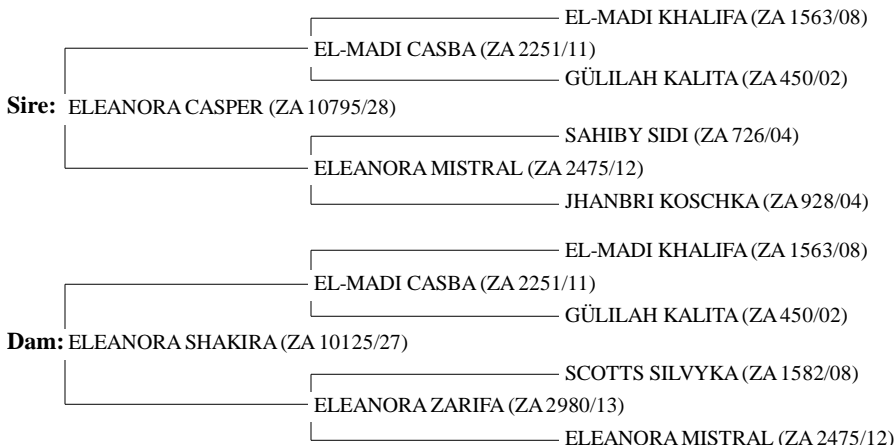 EL-MADI KHALIFA (ZA 1563/08)
EL-MADI CASBA (ZA 2251/11)
GÜLILAH KALITA (ZA 450/02)
Sire: ELEANORA CASPER (ZA 10795/28)
SAHIBY SIDI (ZA 726/04)
ELEANORA MISTRAL (ZA 2475/12)
JHANBRI KOSCHKA (ZA 928/04)
EL-MADI KHALIFA (ZA 1563/08)
EL-MADI CASBA (ZA 2251/11)
GÜLILAH KALITA (ZA 450/02)
Dam: ELEANORA SHAKIRA (ZA 10125/27)
SCOTTS SILVYKA (ZA 1582/08)
ELEANORA ZARIFA (ZA 2980/13)
ELEANORA MISTRAL (ZA 2475/12)